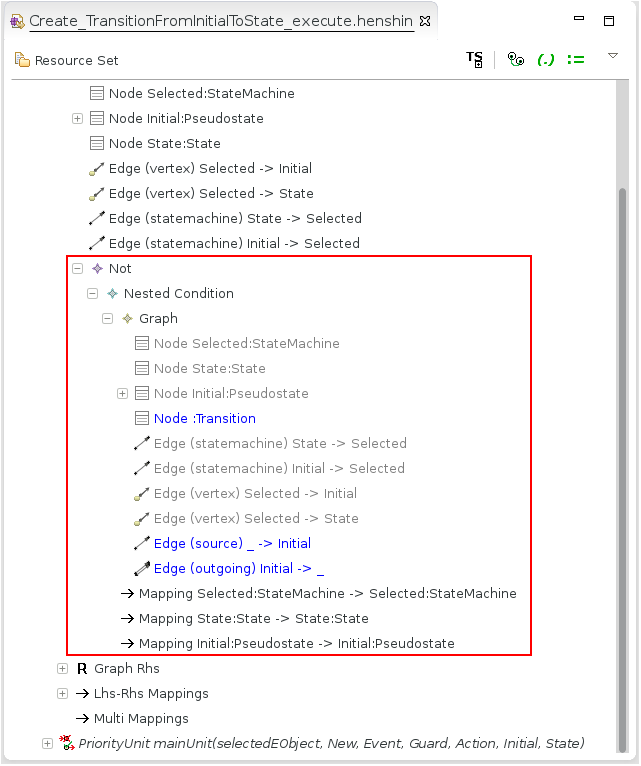 Create_TransitionFromInitialToState_execute.henshin
Resource Set
TS
(.)
Node Selected:StateMachine
Node Initial:Pseudostate
Node State:State
Edge (vertex) Selected -> Initial
Edge (vertex) Selected -> State
Edge (statemachine) State -> Selected
Edge (statemachine) Initial -> Selected
Not
Nested Condition
Graph
Node Selected:StateMachine
Node State:State
Node Initial:Pseudostate
Node :Transition
Edge (statemachine) State -> Selected
Edge (statemachine) Initial -> Selected
Edge (vertex) Selected -> Initial
Edge (vertex) Selected -> State
Edge (source) _ -> Initial
Edge (outgoing) Initial -> _
Mapping Selected:StateMachine -> Selected:StateMachine
Mapping State:State -> State:State
Mapping Initial:Pseudostate -> Initial:Pseudostate
R Graph Rhs
Lhs-Rhs Mappings
Multi Mappings
PriorityUnit mainUnit(selectedEObject, New, Event, Guard, Action, Initial, State)